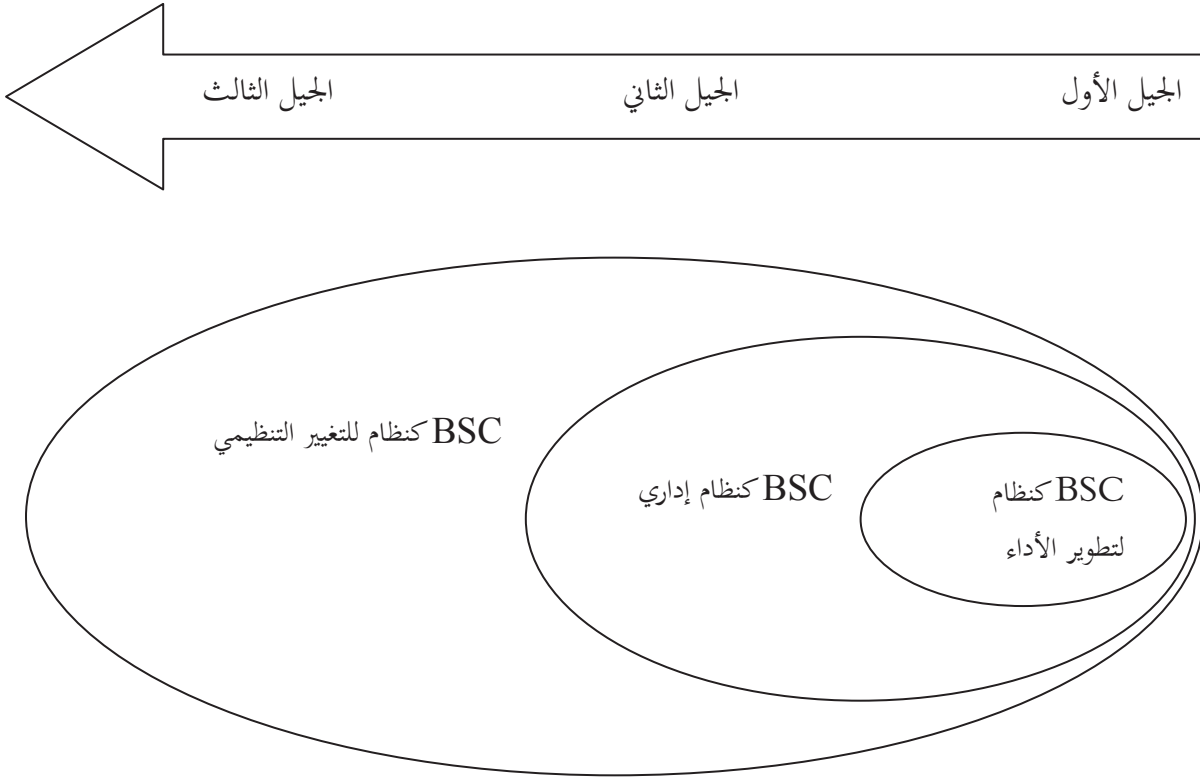 الجيل الأول
الجيل الثاني
الجيل الثالث
BSC كنظام
لتطوير الأداء
BSC كنظام إداري
BSC كنظام للتغيير التنظيمي